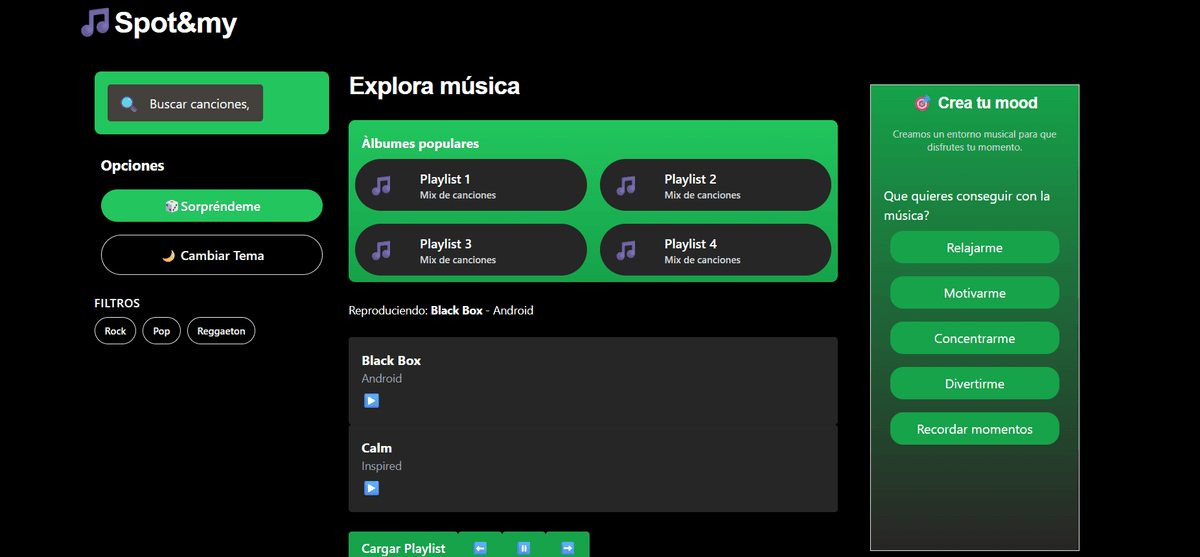 Spot&my
Buscar canciones,
Opciones
Sorpréndeme
Cambiar Tema
FILTROS
Rock
Pop
Reggaeton
Explora música
Àlbumes populares
Playlist 1
Mix de canciones
Playlist 2
Mix de canciones
Playlist 3
Mix de canciones
Playlist 4
Mix de canciones
Reproduciendo: Black Box - Android
Black Box
Android
Calm
Inspired
Cargar Playlist
Crea tu mood
Creamos un entorno musical para que
disfrutes tu momento.
Que quieres conseguir con la
música?
Relajarme
Motivarme
Concentrarme
Divertirme
Recordar momentos